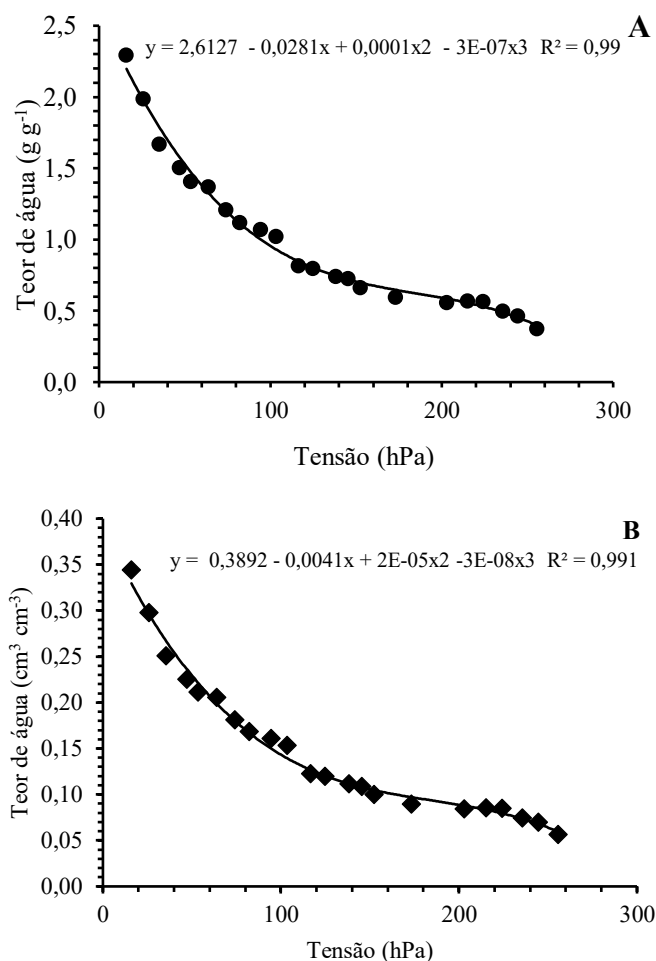 A
y = 2,6127 - 0,0281x + 0,0001x2 - 3E-07x3 R² = 0,99
2,5
2,0
1,5
1,0
0,5
0,0
Teor de água (g g⁻¹)
0 100 200 300
Tensão (hPa)
B
y = 0,3892 - 0,0041x + 2E-05x2 -3E-08x3 R² = 0,991
0,40
0,35
0,30
0,25
0,20
0,15
0,10
0,05
0,00
Teor de água (cm³ cm⁻³)
0 100 200 300
Tensão (hPa)